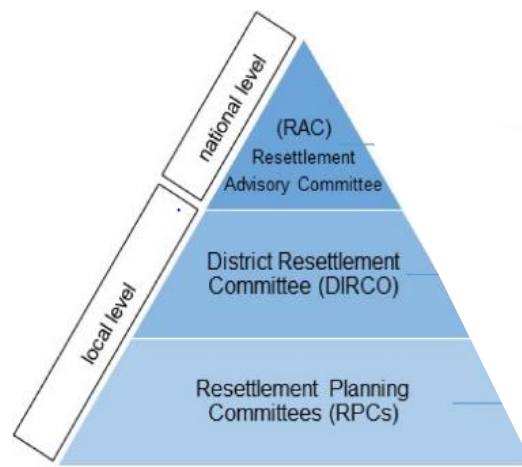 national level
(RAC)
Resettlement
Advisory Committee
local level
District Resettlement
Committee (DIRCO)
Resettlement Planning
Committees (RPCs)